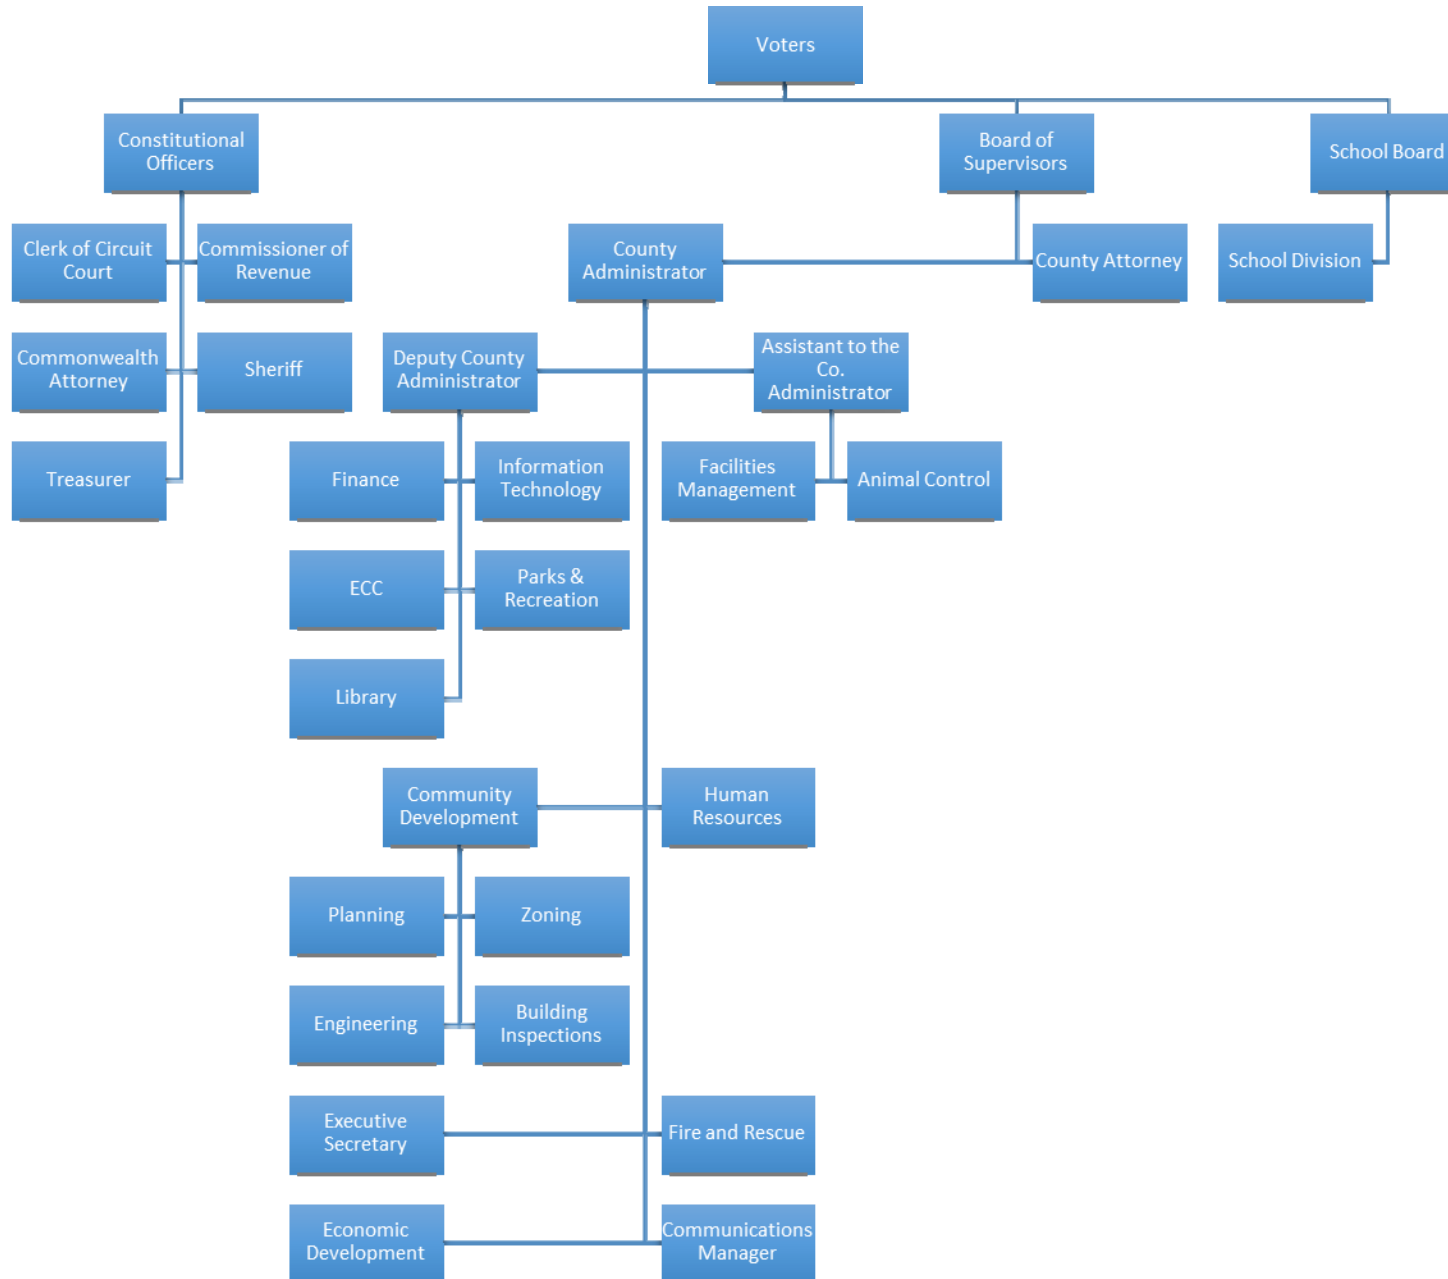 Voters
Constitutional
Officers
Board of
Supervisors
School Board
Clerk of Circuit
Court
Commissioner of
Revenue
County
Administrator
County Attorney
School Division
Commonwealth
Attorney
Sheriff
Deputy County
Administrator
Assistant to the
Co.
Administrator
Treasurer
Finance
Information
Technology
Facilities
Management
Animal Control
ECC
Parks &
Recreation
Library
Community
Development
Human
Resources
Planning
Zoning
Engineering
Building
Inspections
Executive
Secretary
Fire and Rescue
Economic
Development
Communications
Manager